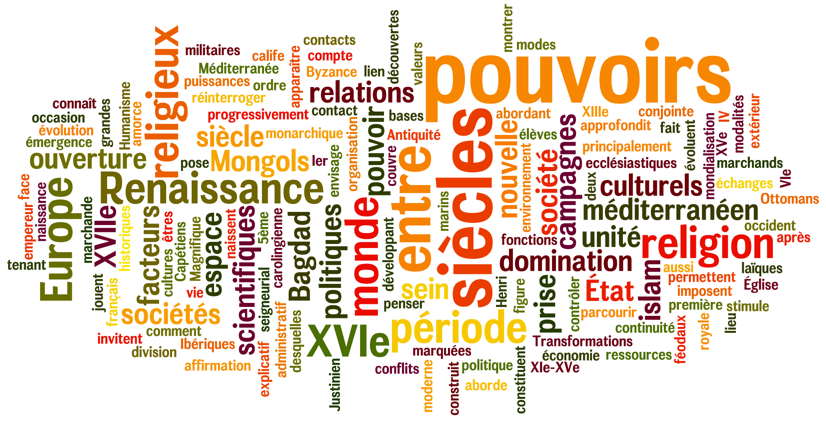 montrer
modes
pouvoirs
découvertes
valeurs
contacts
compte
lien
apparaître
calife
Byzance
ordre
militaires
Méditerranée
puissances
réinterroger
religieux
relations
progressivement
contact
bases
siècle
monarchique
Antiquité
connaît
occasion
évolution
émergence
grandes
Humanisme
amorce
ouverture
pose
Mongols
Ier
envisage
organisation
pouvoir
couvre
entre
siècles
nouvelle
abordant
élèves
environnement
société
campagnes
XIIIe
conjointe
approfondit
fait
principalement
ecclésiastiques
évoluent
mondialisation
XVe
IV
modalités
extérieur
marchands
deux
culturels
échanges
VIe
Ottomans
Renaissance
face
empereur
naissance
tenant
Europe
marchande
XVIIe
jouent
historiques
français
facteurs
êtres
cultures
Capétiens
Magnifique
espace
naissent
scientifiques
5ème
seigneurial
carolingienne
Bagdad
politiques
monde
développant
marins
méditerranéen
occident
après
fonctions
unité
religion
domination
sein
penser
Henri
figure
prise
contrôler
État
parcourir
islam
aussi
laïques
permettent
Église
imposent
première
stimule
lieu
royale
féodaux
continuité
vie
sociétés
invitent
comment
division
Ibériques
affirmation
explicatif
administratif
desquelles
XVIe
période
Justinien
conflits
marquées
moderne
construit
politique
aborde
constituent
Transformations
économie
ressources
XIe-XVe